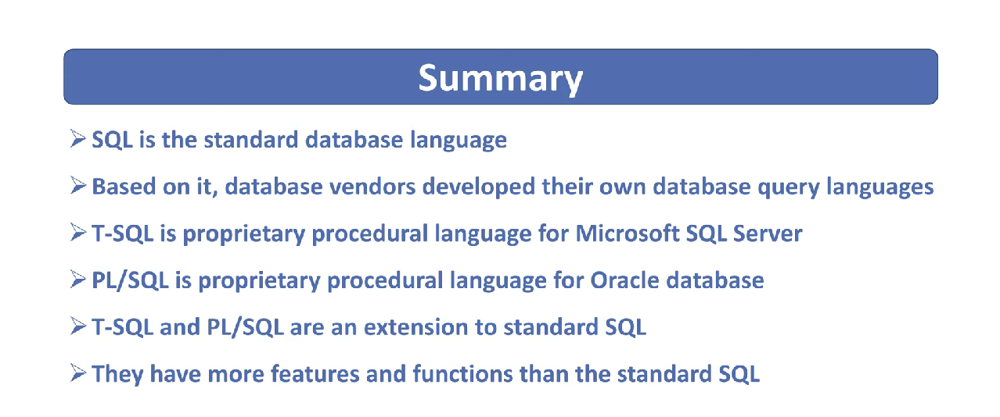 Summary
➢ SQL is the standard database language
➢ Based on it, database vendors developed their own database query languages
➢ T-SQL is proprietary procedural language for Microsoft SQL Server
➢ PL/SQL is proprietary procedural language for Oracle database
➢ T-SQL and PL/SQL are an extension to standard SQL
➢ They have more features and functions than the standard SQL